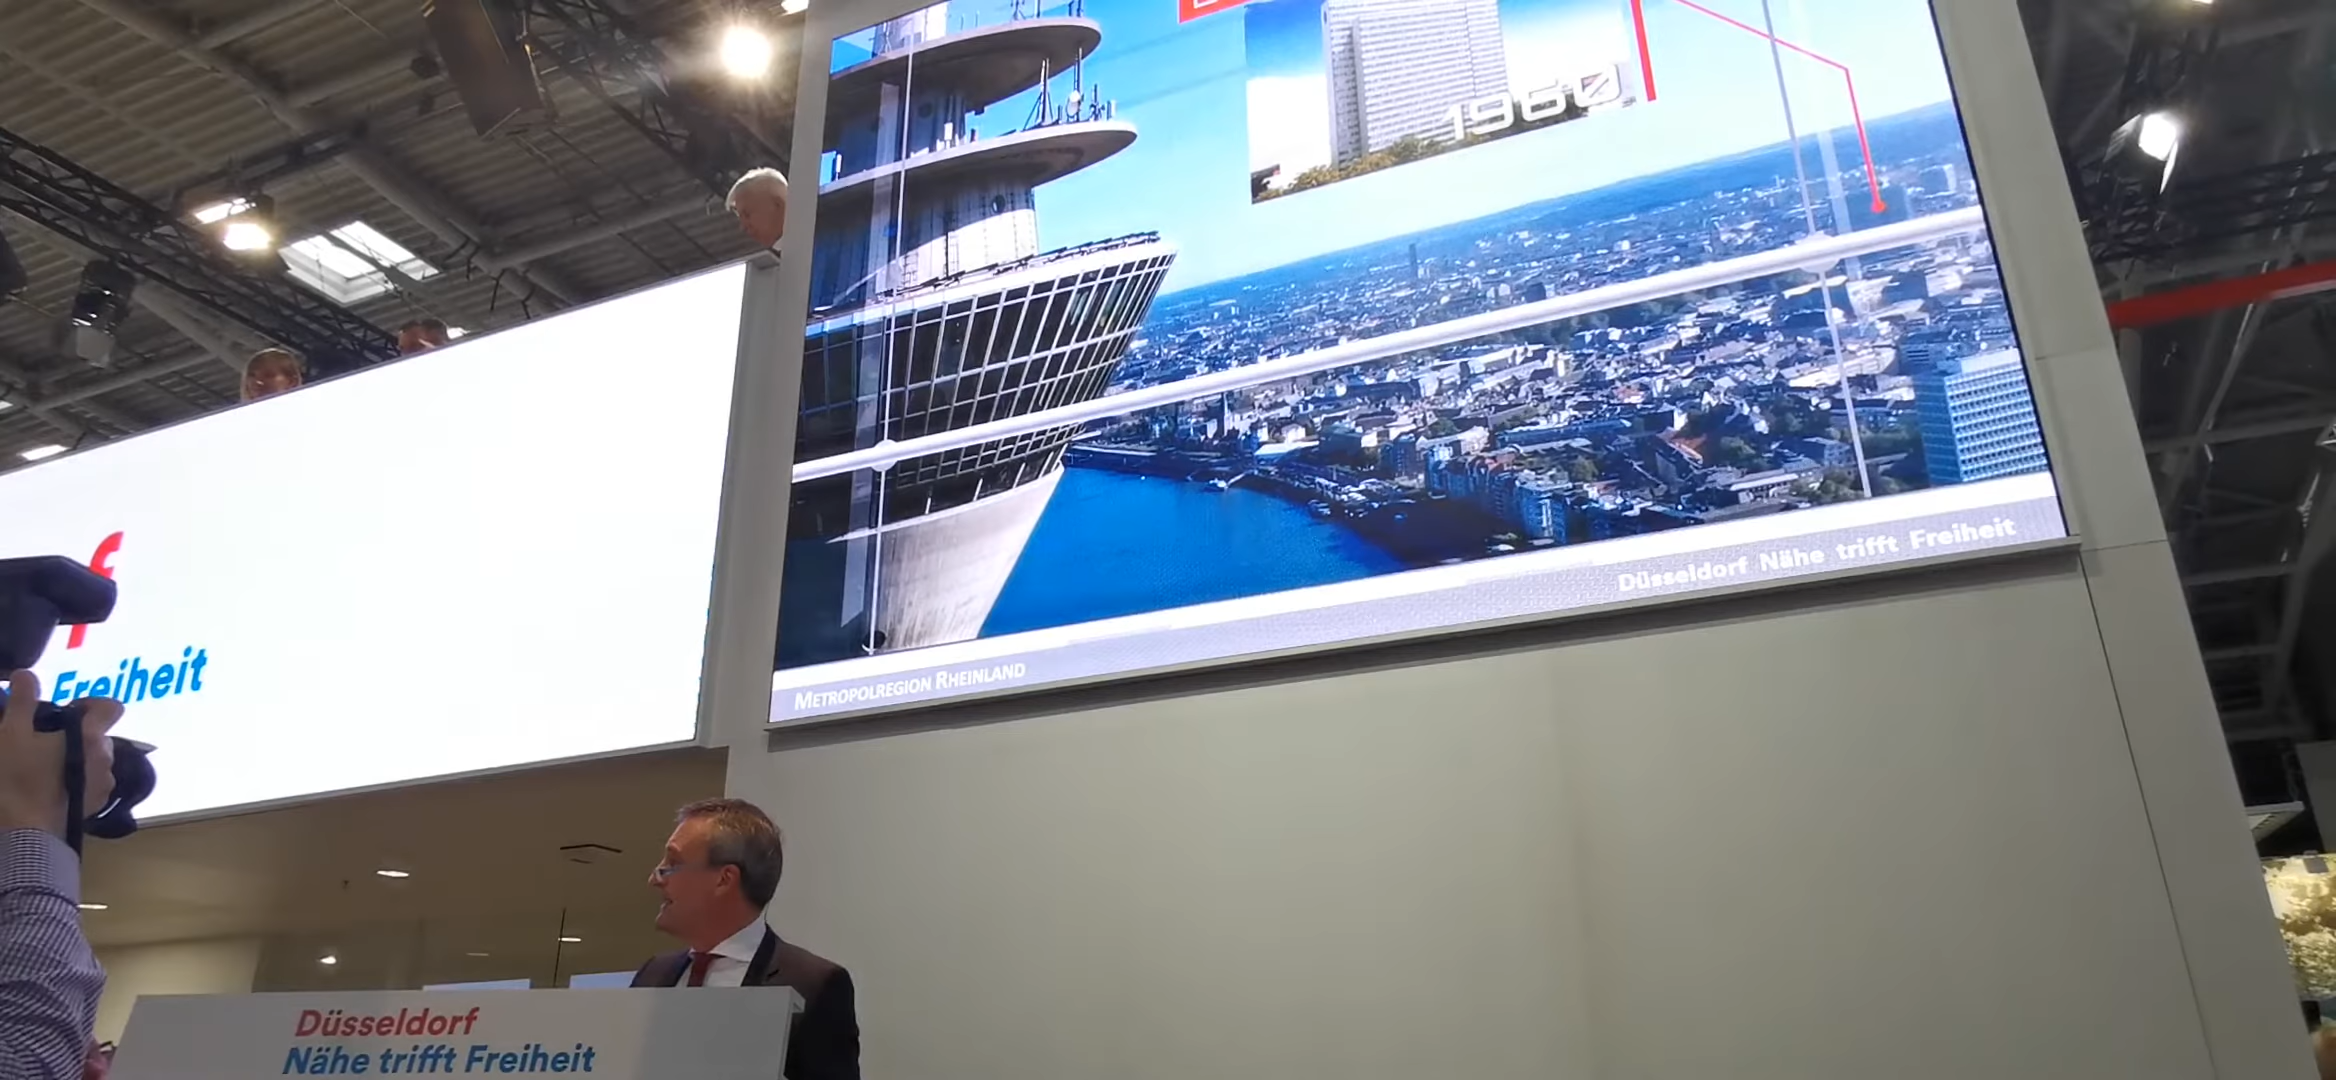 1960
Düsseldorf Nähe trifft Freiheit
METROPOLREGION RHEINLAND
f
Freiheit
Düsseldorf
Nähe trifft Freiheit